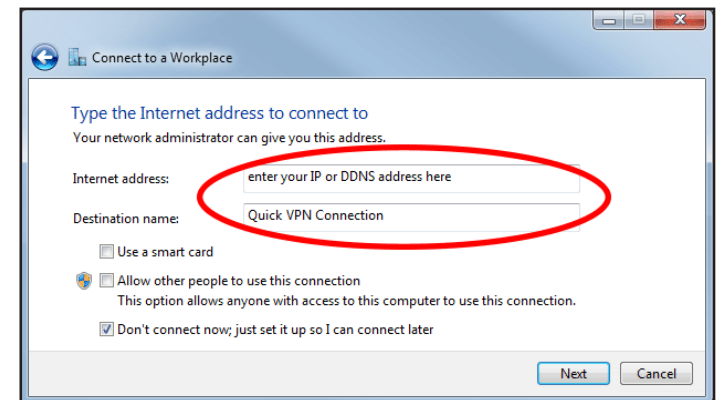 Connect to a Workplace
Type the Internet address to connect to
Your network administrator can give you this address.
Internet address: enter your IP or DDNS address here
Destination name: Quick VPN Connection
Use a smart card
Allow other people to use this connection
This option allows anyone with access to this computer to use this connection.
Don't connect now; just set it up so I can connect later
Next Cancel